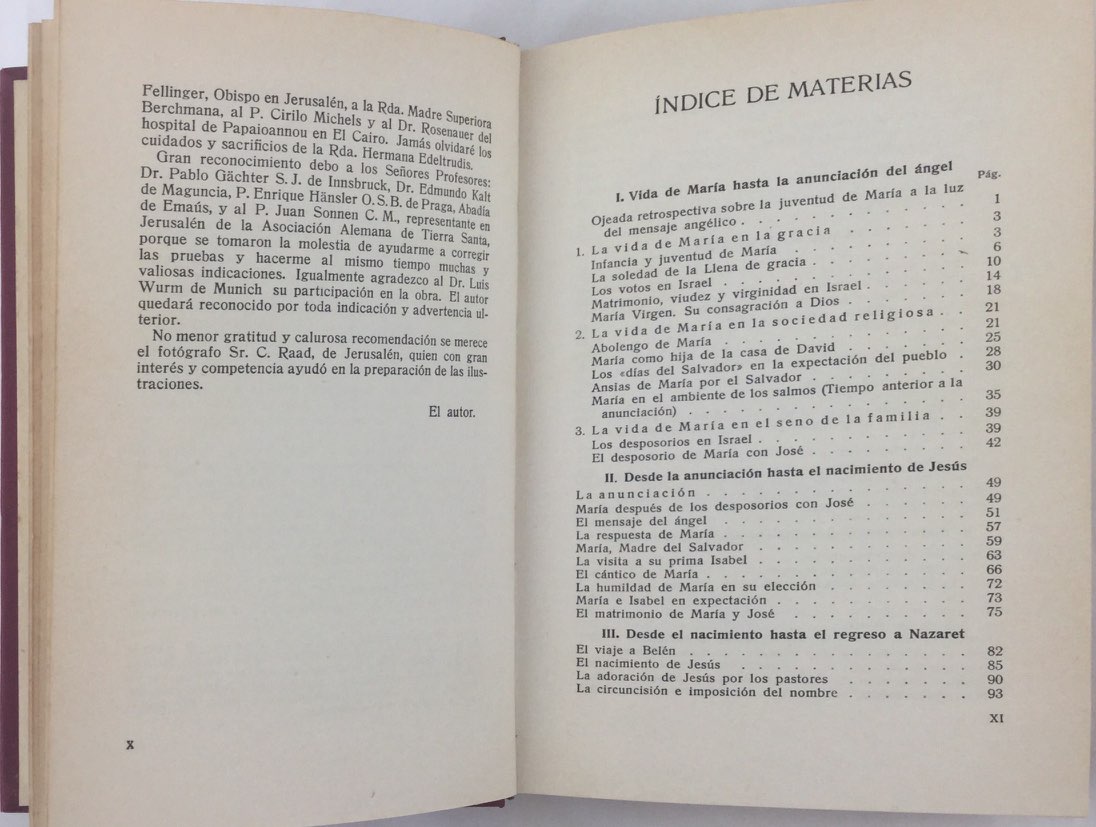 Fellinger, Obispo en Jerusalén, a la Rda. Madre Superiora
Berchmana, al P. Cirilo Michels y al Dr. Rosenauer del
hospital de Papaioannou en El Cairo. Jamás olvidaré los
cuidados y sacrificios de la Rda. Hermana Edeltrudis.
Gran reconocimiento debo a los Señores Profesores:
Dr. Pablo Gächter S. J. de Innsbruck, Dr. Edmundo Kalt
de Maguncia, P. Enrique Hänsler O. S. B. de Praga, Abadía
de Emaús, y al P. Juan Sonnen C. M., representante en
Jerusalén de la Asociación Alemana de Tierra Santa,
porque se tomaron la molestia de ayudarme a corregir
las pruebas y hacerme al mismo tiempo muchas y
valiosas indicaciones. Igualmente agradezco al Dr. Luis
Wurm de Munich su participación en la obra. El autor
quedará reconocido por toda indicación y advertencia ul-
terior.
No menor gratitud y calurosa recomendación se merece
el fotógrafo Sr. C. Raad, de Jerusalén, quien con gran
interés y competencia ayudó en la preparación de las ilus-
traciones.
El autor.
X
ÍNDICE DE MATERIAS
I. Vida de María hasta la anunciación del ángel
Pág.
Ojeada retrospectiva sobre la juventud de María a la luz
del mensaje angélico . . . . . . . . . . . 1
1. La vida de María en la gracia . . . . . . 3
Infancia y juventud de María . . . . . . . . 3
La soledad de la Llena de gracia . . . . . . . 6
Los votos en Israel . . . . . . . . . . . 10
Matrimonio, viudez y virginidad en Israel . . . . . 14
María Virgen. Su consagración a Dios . . . . . . 18
2. La vida de María en la sociedad religiosa . . 21
Abolengo de María . . . . . . . . . . . 21
María como hija de la casa de David . . . . . . 25
Los «días del Salvador» en la expectación del pueblo . 28
Ansias de María por el Salvador . . . . . . . 30
María en el ambiente de los salmos (Tiempo anterior a la
anunciación) . . . . . . . . . . . . . 35
3. La vida de María en el seno de la familia . . 39
Los desposorios en Israel . . . . . . . . . 39
El desposorio de María con José . . . . . . . 42
II. Desde la anunciación hasta el nacimiento de Jesús
La anunciación . . . . . . . . . . . . . 49
María después de los desposorios con José . . . . . 49
El mensaje del ángel . . . . . . . . . . . 51
La respuesta de María . . . . . . . . . . 57
María, Madre del Salvador . . . . . . . . . 59
La visita a su prima Isabel . . . . . . . . . 63
El cántico de María . . . . . . . . . . . 66
La humildad de María en su elección . . . . . . 72
María e Isabel en expectación . . . . . . . . 73
El matrimonio de María y José . . . . . . . . 75
III. Desde el nacimiento hasta el regreso a Nazaret
El viaje a Belén . . . . . . . . . . . . 82
El nacimiento de Jesús . . . . . . . . . . 85
La adoración de Jesús por los pastores . . . . . . 90
La circuncisión e imposición del nombre . . . . . 93
XI